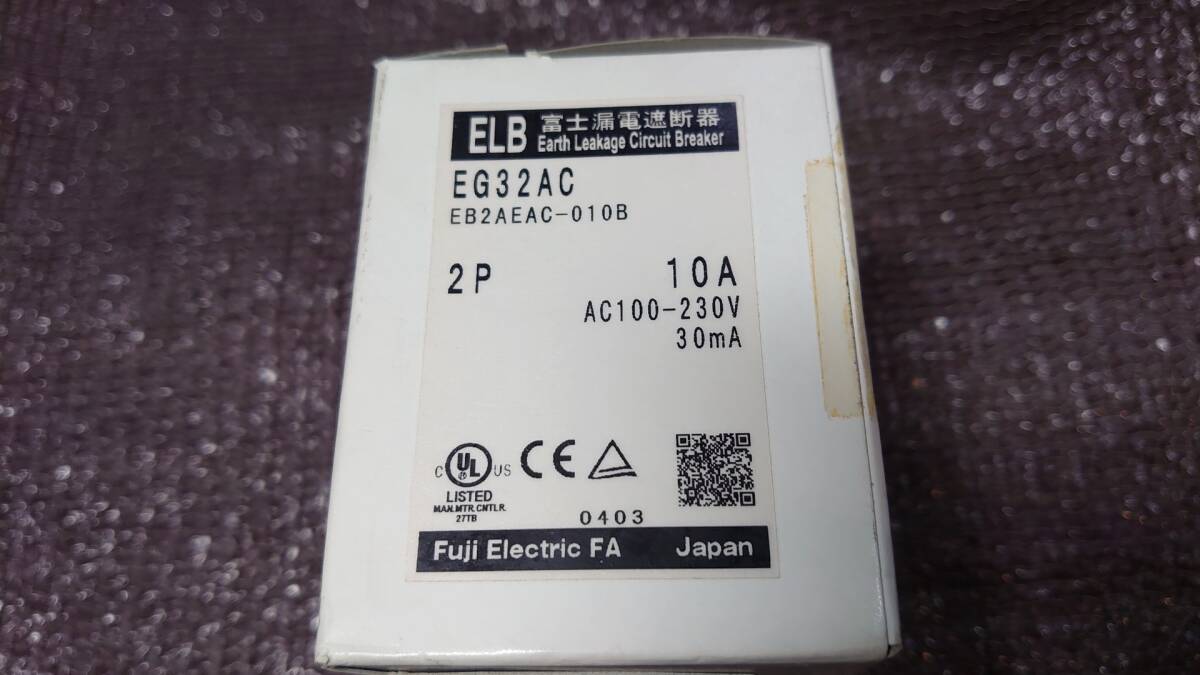 ELB 富士漏電遮断器
Earth Leakage Circuit Breaker
EG32AC
EB2AEAC-010B
2P 10A
AC100-230V
30mA
C UL US CE
LISTED
MAN.MTR.CNTLR.
27TB
0403
Fuji Electric FA Japan